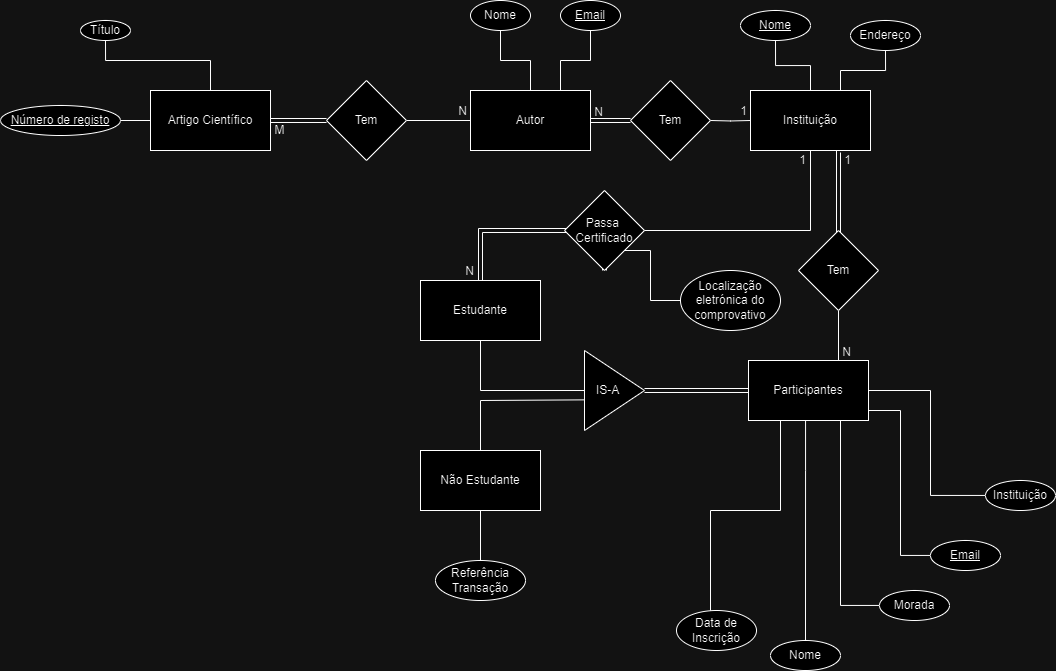 Título
Nome
Email
Nome
Endereço
Número de registo
Artigo Científico
M
Tem
N
Autor
N
Tem
1
Instituição
1
1
Passa
Certificado
Tem
N
Localização
eletrónica do
comprovativo
Estudante
N
IS-A
Participantes
Não Estudante
Instituição
Email
Referência
Transação
Morada
Data de
Inscrição
Nome